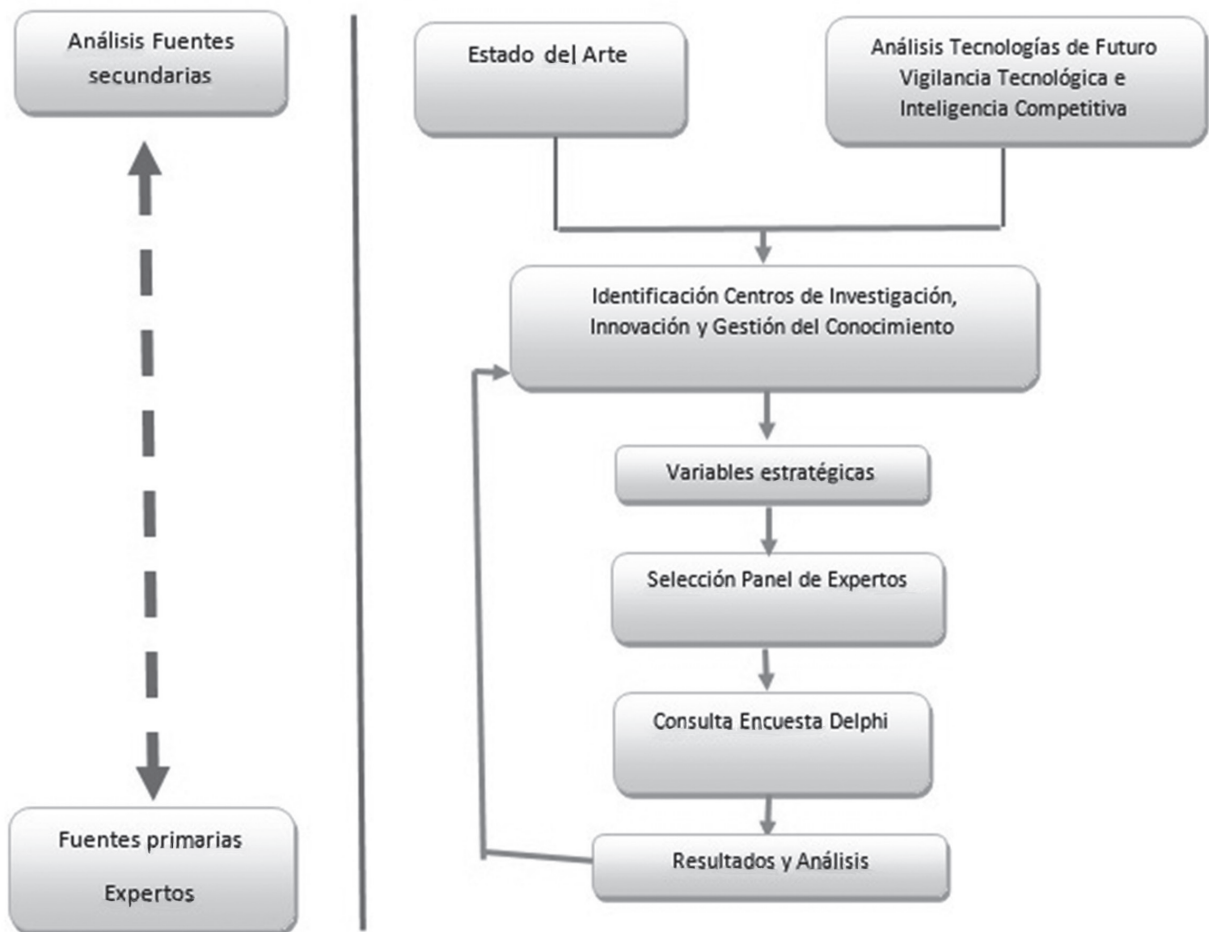 Análisis Fuentes
secundarias
Fuentes primarias
Expertos
Estado del Arte
Análisis Tecnologías de Futuro
Vigilancia Tecnológica e
Inteligencia Competitiva
Identificación Centros de Investigación,
Innovación y Gestión del Conocimiento
Variables estratégicas
Selección Panel de Expertos
Consulta Encuesta Delphi
Resultados y Análisis